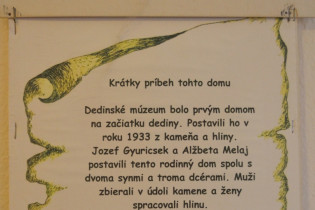 Krátky príbeh tohto domu
Dedinské múzeum bolo prvým domom
na začiatku dediny. Postavili ho v
roku 1933 z kameňa a hliny.
Jozef Gyuricsek a Alžbeta Melaj
postavili tento rodinný dom spolu s
dvoma synmi a troma dcérami. Muži
zbierali v údolí kamene a ženy
spracovali hlinu.